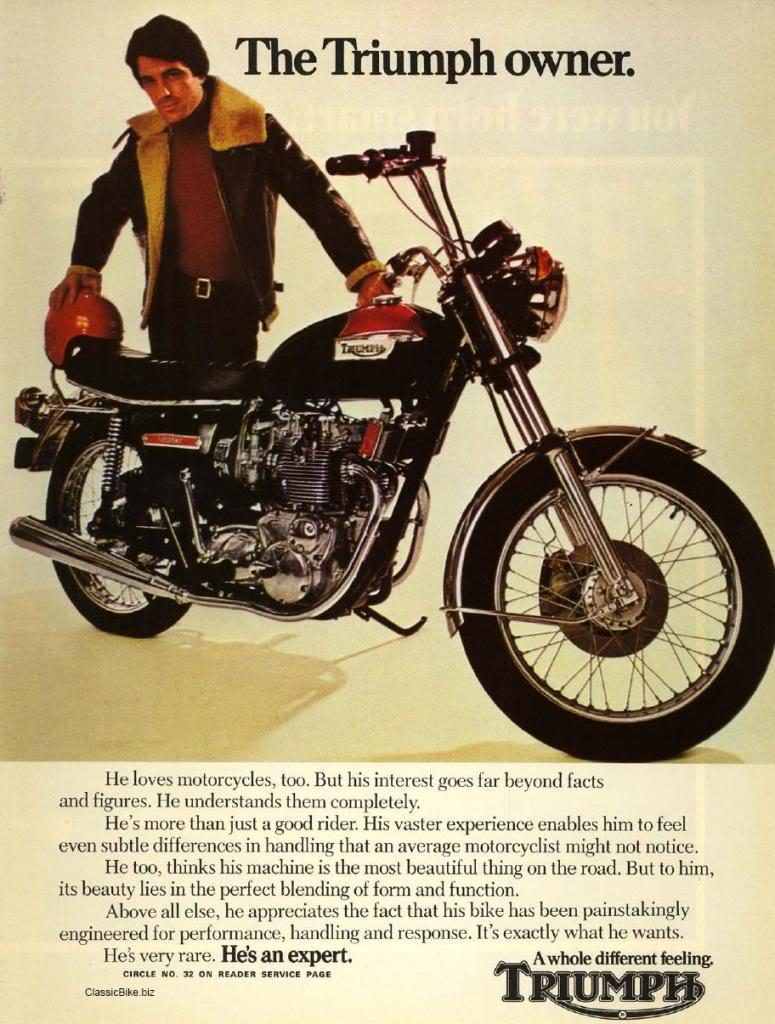 The Triumph owner.
TRIUMPH
TRIDENT
He loves motorcycles, too. But his interest goes far beyond facts
and figures. He understands them completely.
He's more than just a good rider. His vaster experience enables him to feel
even subtle differences in handling that an average motorcyclist might not notice.
He too, thinks his machine is the most beautiful thing on the road. But to him,
its beauty lies in the perfect blending of form and function.
Above all else, he appreciates the fact that his bike has been painstakingly
engineered for performance, handling and response. It's exactly what he wants.
He's very rare. He's an expert.
CIRCLE NO. 32 ON READER SERVICE PAGE
ClassicBike.biz
A whole different feeling.
TRIUMPH